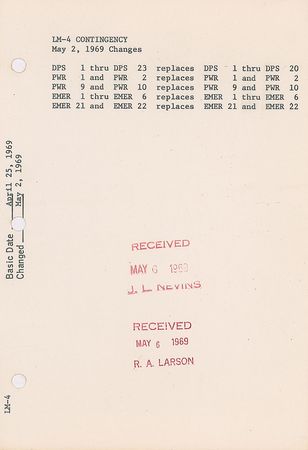 LM-4 CONTINGENCY
May 2, 1969 Changes
DPS 1 thru DPS 23 replaces DPS 1 thru DPS 20
PWR 1 and PWR 2 replaces PWR 1 and PWR 2
PWR 9 and PWR 10 replaces PWR 9 and PWR 10
EMER 1 thru EMER 6 replaces EMER 1 thru EMER 6
EMER 21 and EMER 22 replaces EMER 21 and EMER 22
RECEIVED
MAY 6 1969
J. L. NEVINS
RECEIVED
MAY 6 1969
R. A. LARSON
Basic Date April 25, 1969
Changed May 2, 1969
LM-4